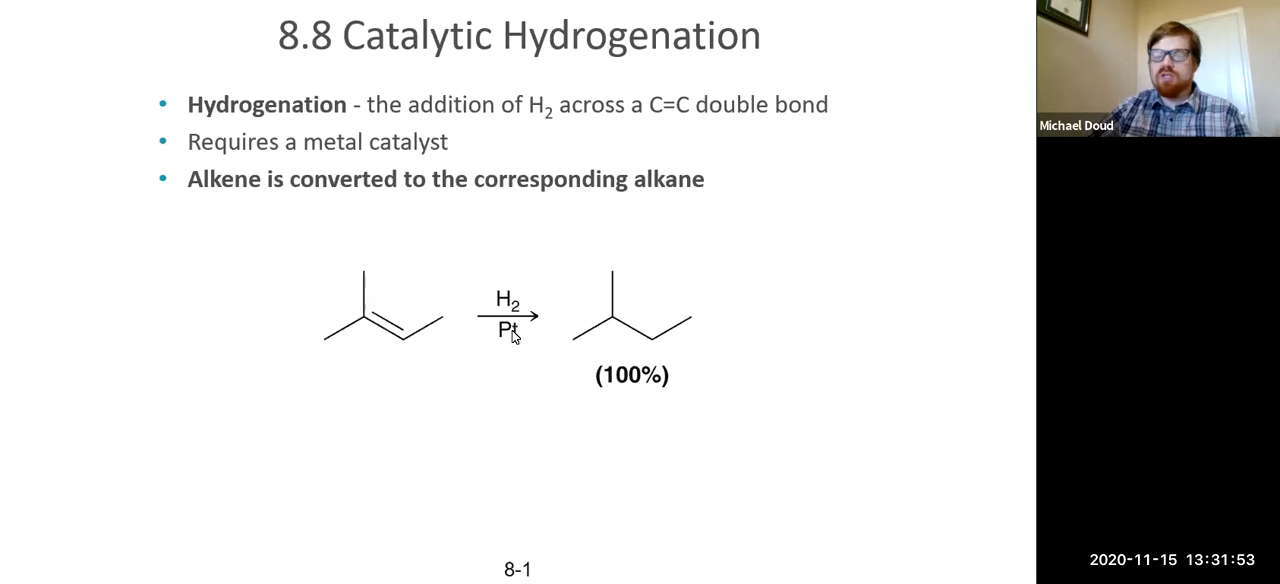 8.8 Catalytic Hydrogenation
• Hydrogenation - the addition of H₂ across a C=C double bond
• Requires a metal catalyst
• Alkene is converted to the corresponding alkane
H₂
Pt
(100%)
8-1
Michael Doud
2020-11-15 13:31:53